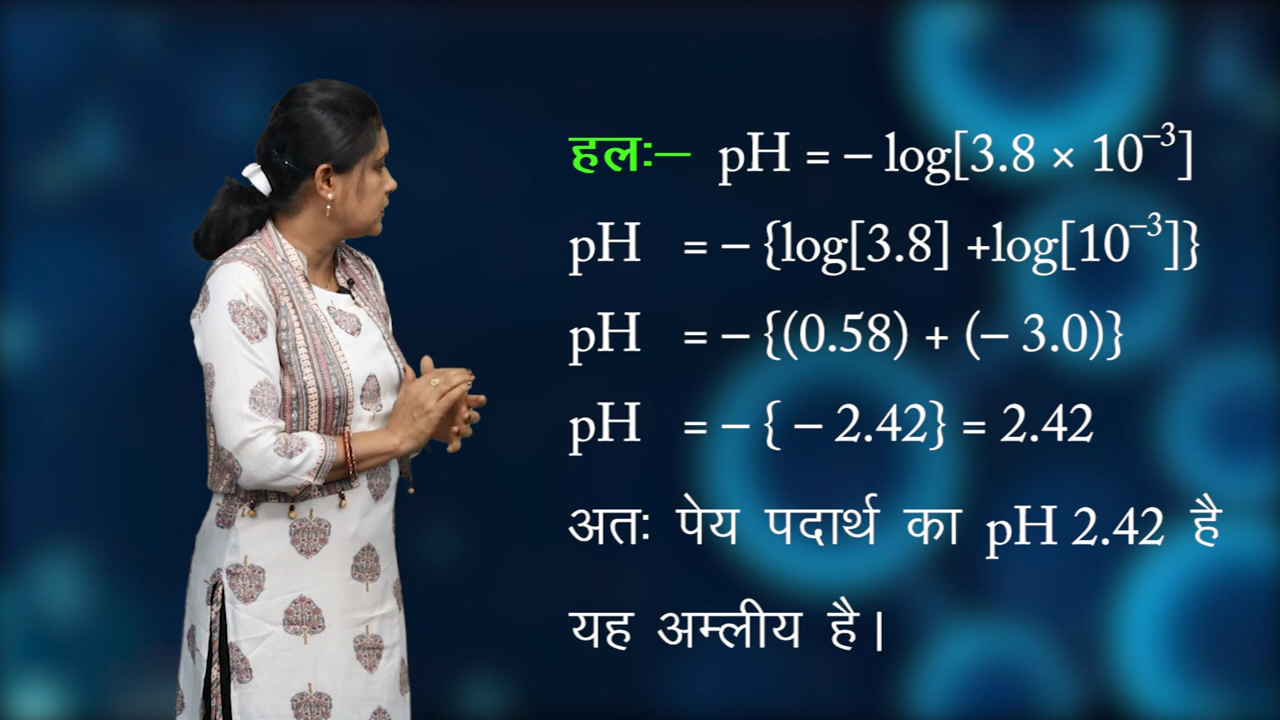 हलः– pH = – log[3.8 × 10⁻³]
pH = – {log[3.8] +log[10⁻³]}
pH = – {(0.58) + (– 3.0)}
pH = – { – 2.42} = 2.42
अतः पेय पदार्थ का pH 2.42 है
यह अम्लीय है।